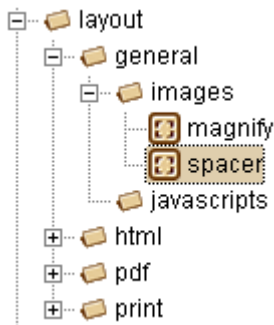 layout
general
images
magnify
spacer
javascripts
html
pdf
print